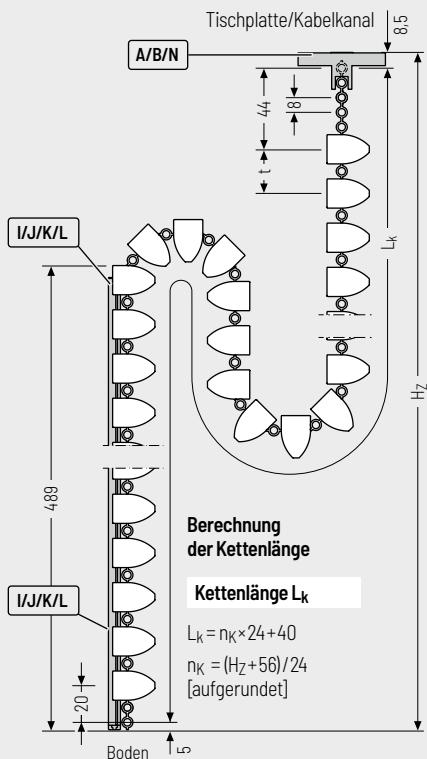 Tischplatte/Kabelkanal
8,5
A/B/N
44
8
t
I/J/K/L
Lk
HZ
489
Berechnung
der Kettenlänge
Kettenlänge Lk
I/J/K/L
Lk = nK×24+40
nK = (HZ+56)/24
[aufgerundet]
20
5
Boden